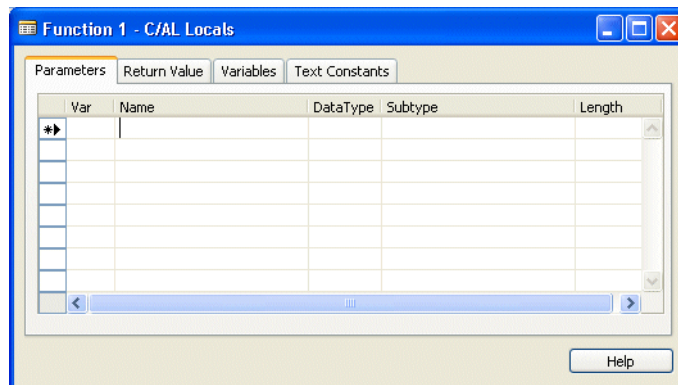 Function 1 - C/AL Locals
Parameters Return Value Variables Text Constants
Var Name DataType Subtype Length
Help